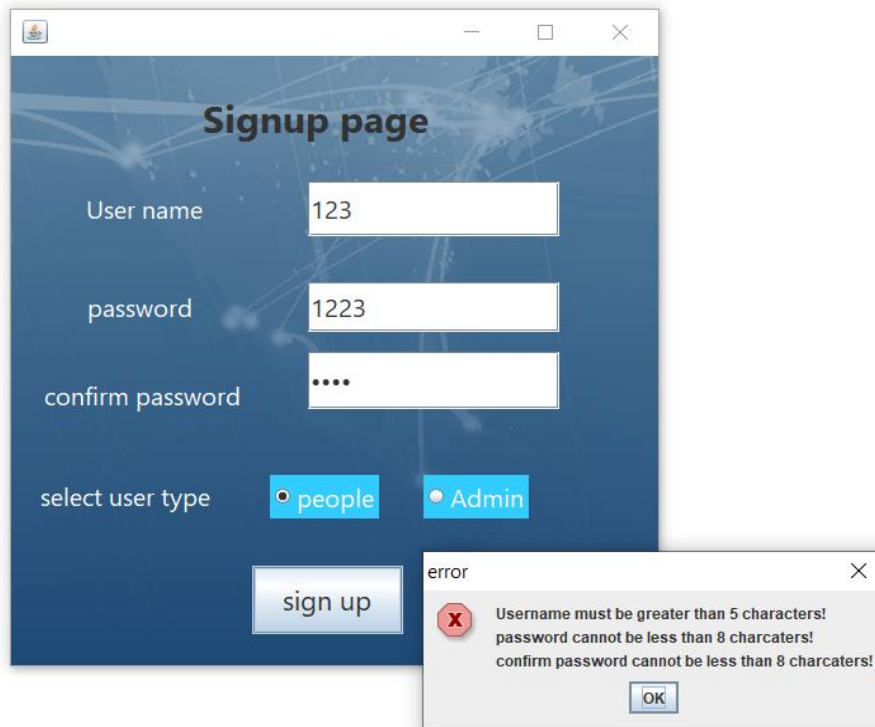 Signup page
User name
123
password
1223
confirm password
••••
select user type
people
Admin
sign up
error
Username must be greater than 5 characters!
password cannot be less than 8 charcaters!
confirm password cannot be less than 8 charcaters!
OK